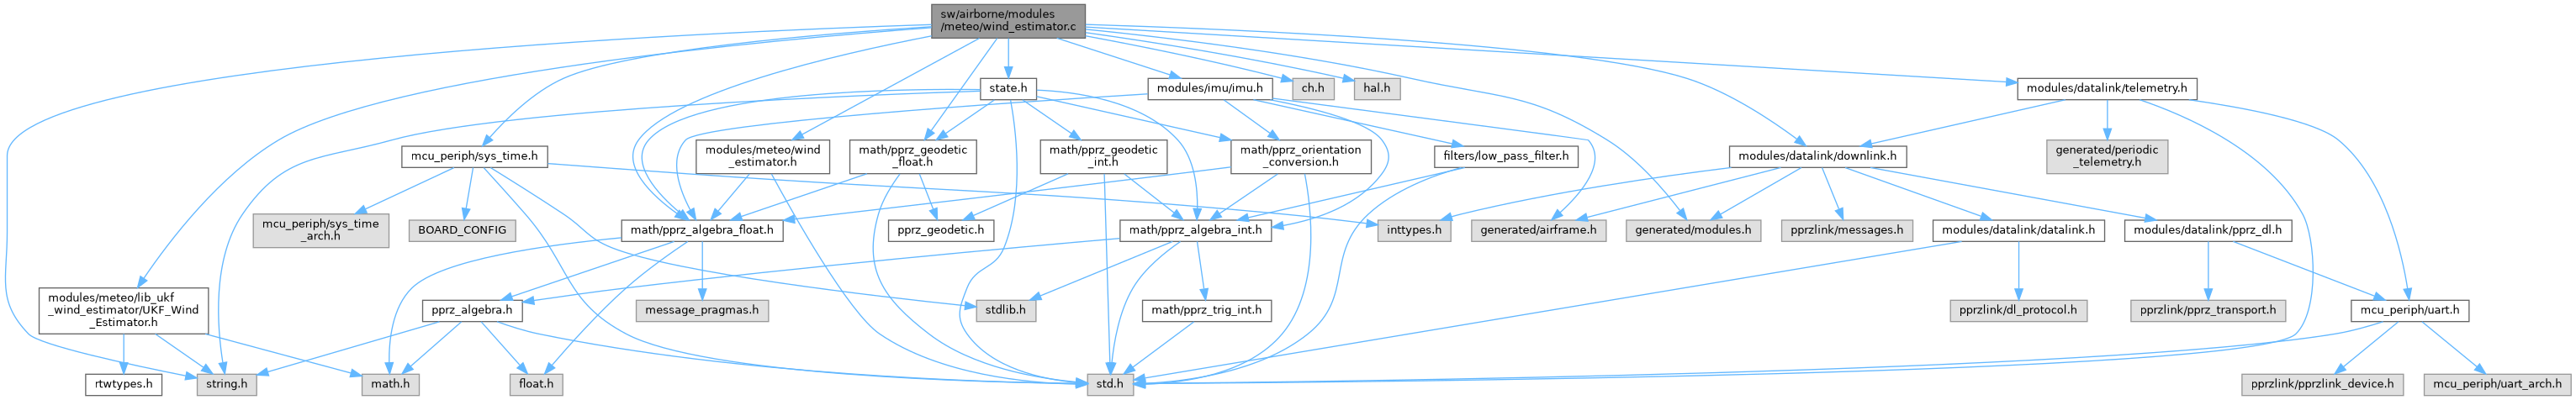 sw/airborne/modules
/meteo/wind_estimator.c
state.h
modules/imu/imu.h
ch.h
hal.h
modules/datalink/telemetry.h
mcu_periph/sys_time.h
modules/meteo/wind
_estimator.h
math/pprz_geodetic
_float.h
math/pprz_geodetic
_int.h
math/pprz_orientation
_conversion.h
filters/low_pass_filter.h
modules/datalink/downlink.h
generated/periodic
_telemetry.h
mcu_periph/sys_time
_arch.h
BOARD_CONFIG
math/pprz_algebra_float.h
pprz_geodetic.h
math/pprz_algebra_int.h
inttypes.h
generated/airframe.h
generated/modules.h
pprzlink/messages.h
modules/datalink/datalink.h
modules/datalink/pprz_dl.h
modules/meteo/lib_ukf
_wind_estimator/UKF_Wind
_Estimator.h
pprz_algebra.h
message_pragmas.h
stdlib.h
math/pprz_trig_int.h
pprzlink/dl_protocol.h
pprzlink/pprz_transport.h
mcu_periph/uart.h
rtwtypes.h
string.h
math.h
float.h
std.h
pprzlink/pprzlink_device.h
mcu_periph/uart_arch.h